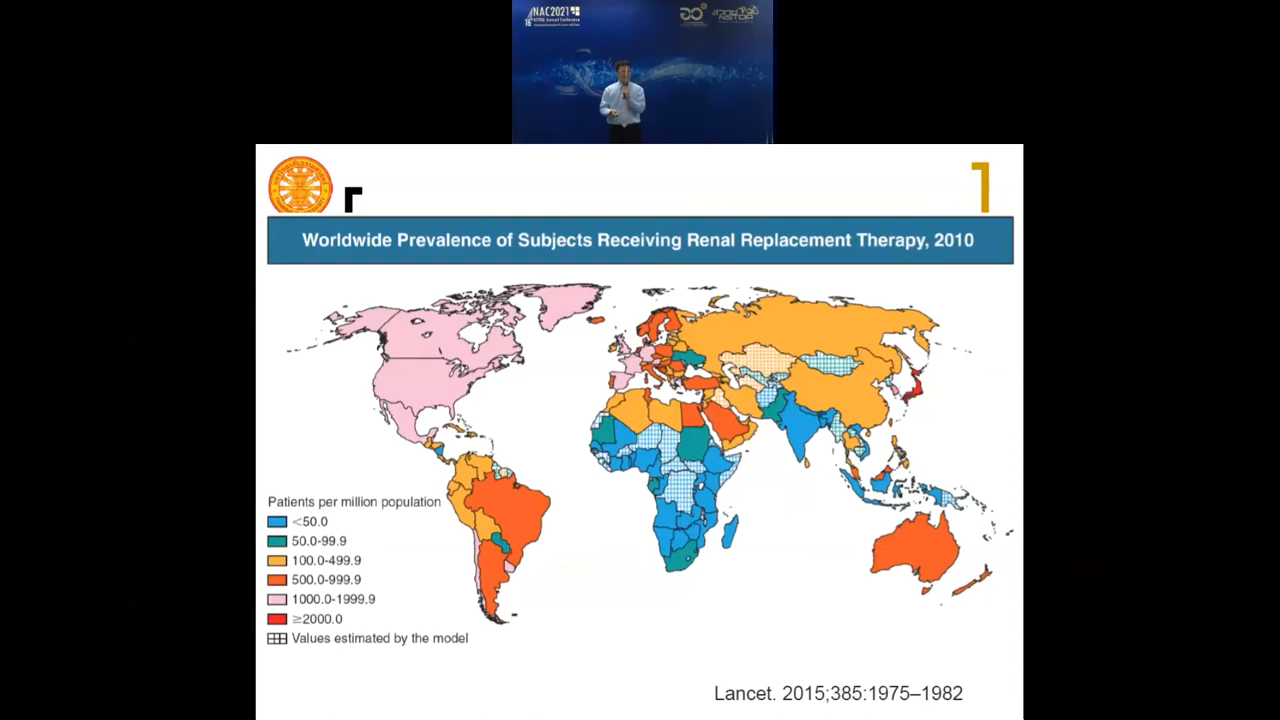 NAC2021
Worldwide Prevalence of Subjects Receiving Renal Replacement Therapy, 2010
Patients per million population
<50.0
50.0-99.9
100.0-499.9
500.0-999.9
1000.0-1999.9
≥2000.0
Values estimated by the model
Lancet. 2015;385:1975–1982